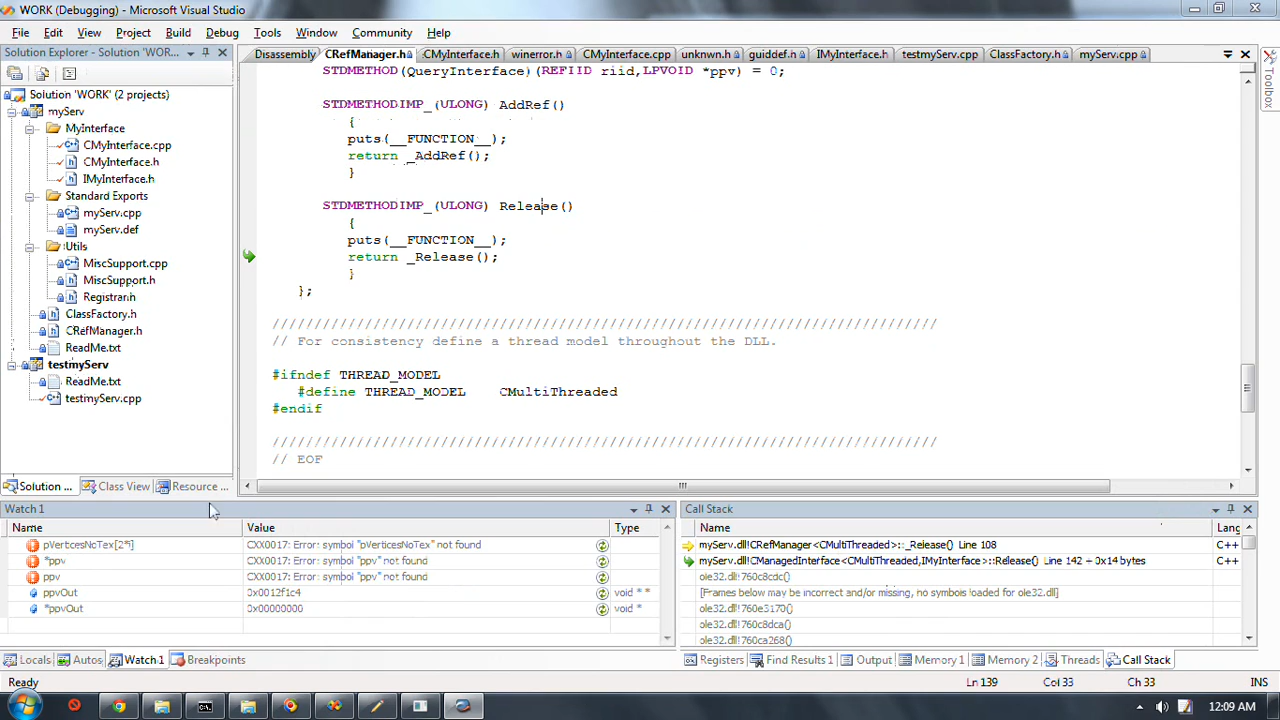 WORK (Debugging) - Microsoft Visual Studio
File Edit View Project Build Debug Tools Window Community Help
Solution Explorer - Solution 'WOR...
Disassembly CRefManager.h CMyInterface.h winerror.h CMyInterface.cpp unknwn.h guiddef.h IMyInterface.h testmyServ.cpp ClassFactory.h myServ.cpp
Toolbox
Solution 'WORK' (2 projects)
myServ
MyInterface
CMyInterface.cpp
CMyInterface.h
IMyInterface.h
Standard Exports
myServ.cpp
myServ.def
Utils
MiscSupport.cpp
MiscSupport.h
Registrar.h
ClassFactory.h
CRefManager.h
ReadMe.txt
testmyServ
ReadMe.txt
testmyServ.cpp
Solution ... Class View Resource ...
STDMETHOD(QueryInterface)(REFIID riid,LPVOID *ppv) = 0;
STDMETHODIMP_(ULONG) AddRef()
{
puts(__FUNCTION__);
return _AddRef();
}
STDMETHODIMP_(ULONG) Release()
{
puts(__FUNCTION__);
return _Release();
}
};
///////////////////////////////////////////////////////////////////////////////
// For consistency define a thread model throughout the DLL.
#ifndef THREAD_MODEL
#define THREAD_MODEL CMultiThreaded
#endif
///////////////////////////////////////////////////////////////////////////////
// EOF
Watch 1
Name Value Type
pVertcesNoTex[2*i] CXX0017: Error: symbol "pVerticesNoTex" not found
*ppv CXX0017: Error: symbol "ppv" not found
ppv CXX0017: Error: symbol "ppv" not found
ppvOut 0x0012f1c4 void * *
*ppvOut 0x00000000 void *
Locals Autos Watch 1 Breakpoints
Call Stack
Name Lang
myServ.dll!CRefManager<CMultiThreaded>::_Release() Line 108 C++
myServ.dll!CManagedInterface<CMultiThreaded,IMyInterface>::Release() Line 142 + 0x14 bytes C++
ole32.dll!760c8cdc()
[Frames below may be incorrect and/or missing, no symbols loaded for ole32.dll]
ole32.dll!760e3170()
ole32.dll!760c8dca()
ole32.dll!760ca268()
Registers Find Results 1 Output Memory 1 Memory 2 Threads Call Stack
Ready Ln 139 Col 33 Ch 33 INS
12:09 AM